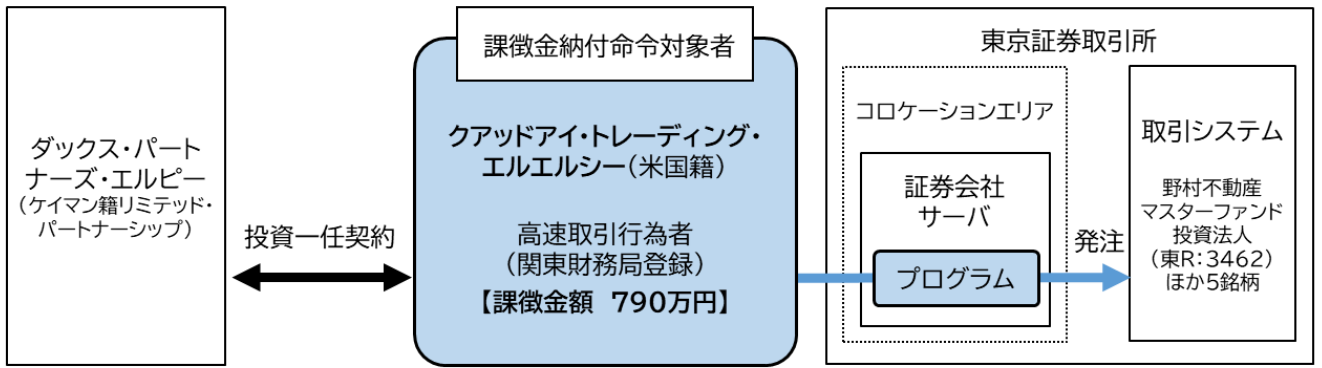 ダックス・パート
ナーズ・エルピー
（ケイマン籍リミテッド・
パートナーシップ）
投資一任契約
課徴金納付命令対象者
クアッドアイ・トレーディング・
エルエルシー（米国籍）
高速取引行為者
（関東財務局登録）
【課徴金額　790万円】
東京証券取引所
コロケーションエリア
証券会社
サーバ
プログラム
発注
取引システム
野村不動産
マスターファンド
投資法人
（東R：3462）
ほか5銘柄